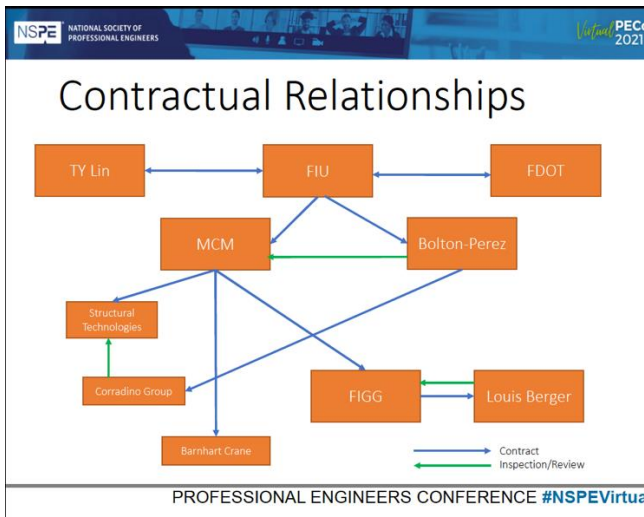 NSPE
NATIONAL SOCIETY OF
PROFESSIONAL ENGINEERS
Virtual PECo
2021
Contractual Relationships
TY Lin
FIU
FDOT
MCM
Bolton-Perez
Structural
Technologies
Corradino Group
FIGG
Louis Berger
Barnhart Crane
Contract
Inspection/Review
PROFESSIONAL ENGINEERS CONFERENCE #NSPEVirtua